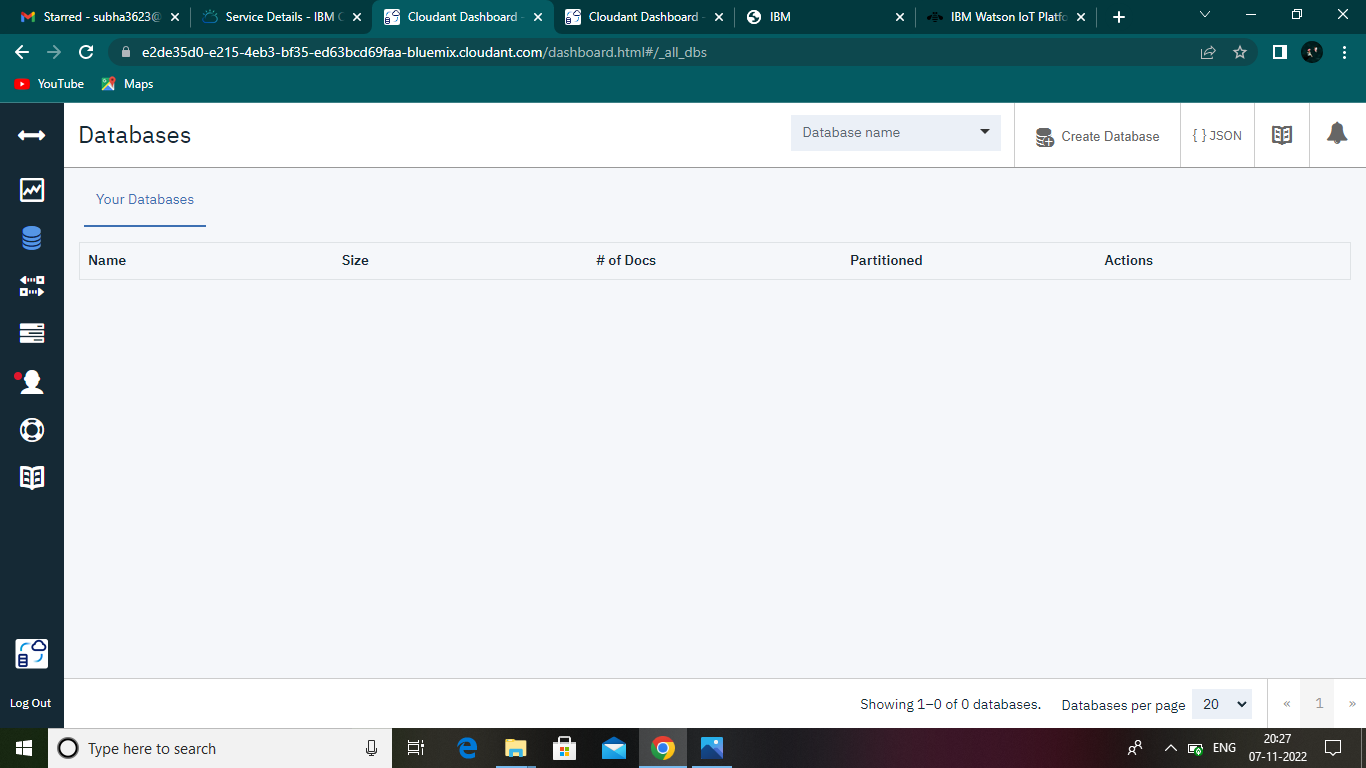 Starred - subha3623@
Service Details - IBM C
Cloudant Dashboard -
Cloudant Dashboard -
IBM
IBM Watson IoT Platfo
e2de35d0-e215-4eb3-bf35-ed63bcd69faa-bluemix.cloudant.com/dashboard.html#/_all_dbs
YouTube
Maps
Databases
Database name
Create Database
{ } JSON
Your Databases
Name
Size
# of Docs
Partitioned
Actions
Log Out
Showing 1–0 of 0 databases.
Databases per page
20
«
1
»
Type here to search
ENG
20:27
07-11-2022